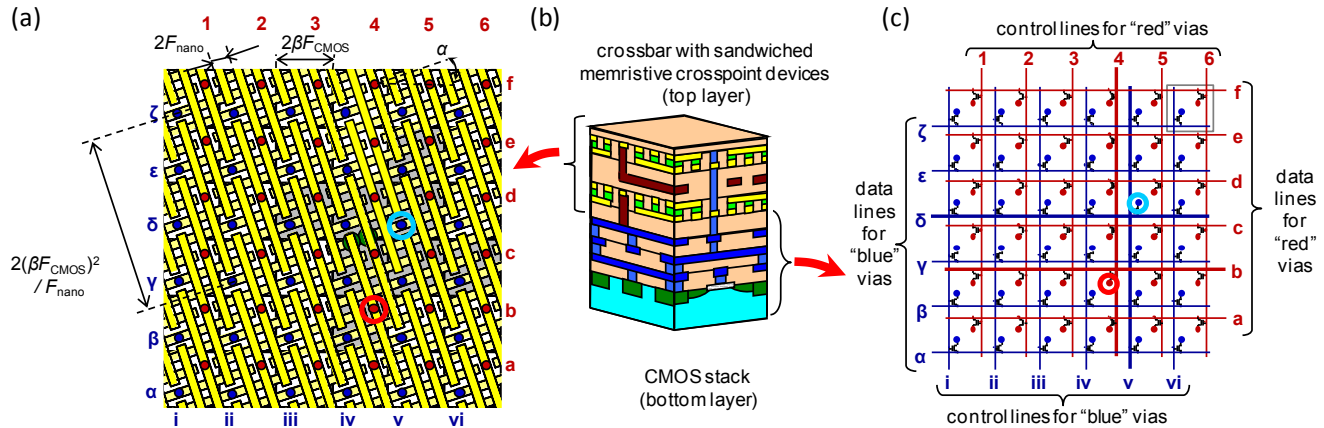 (a)
1 2 3 4 5 6
2Fnano
2βFCMOS
α
f
e
d
c
b
a
ζ
ε
δ
γ
β
α
2(βFCMOS)²
/ Fnano
i ii iii iv v vi
(b)
crossbar with sandwiched
memristive crosspoint devices
(top layer)
CMOS stack
(bottom layer)
(c)
control lines for “red” vias
1 2 3 4 5 6
f
e
d
c
b
a
ζ
ε
δ
γ
β
α
data
lines
for
“blue”
vias
data
lines
for
“red”
vias
i ii iii iv v vi
control lines for “blue” vias